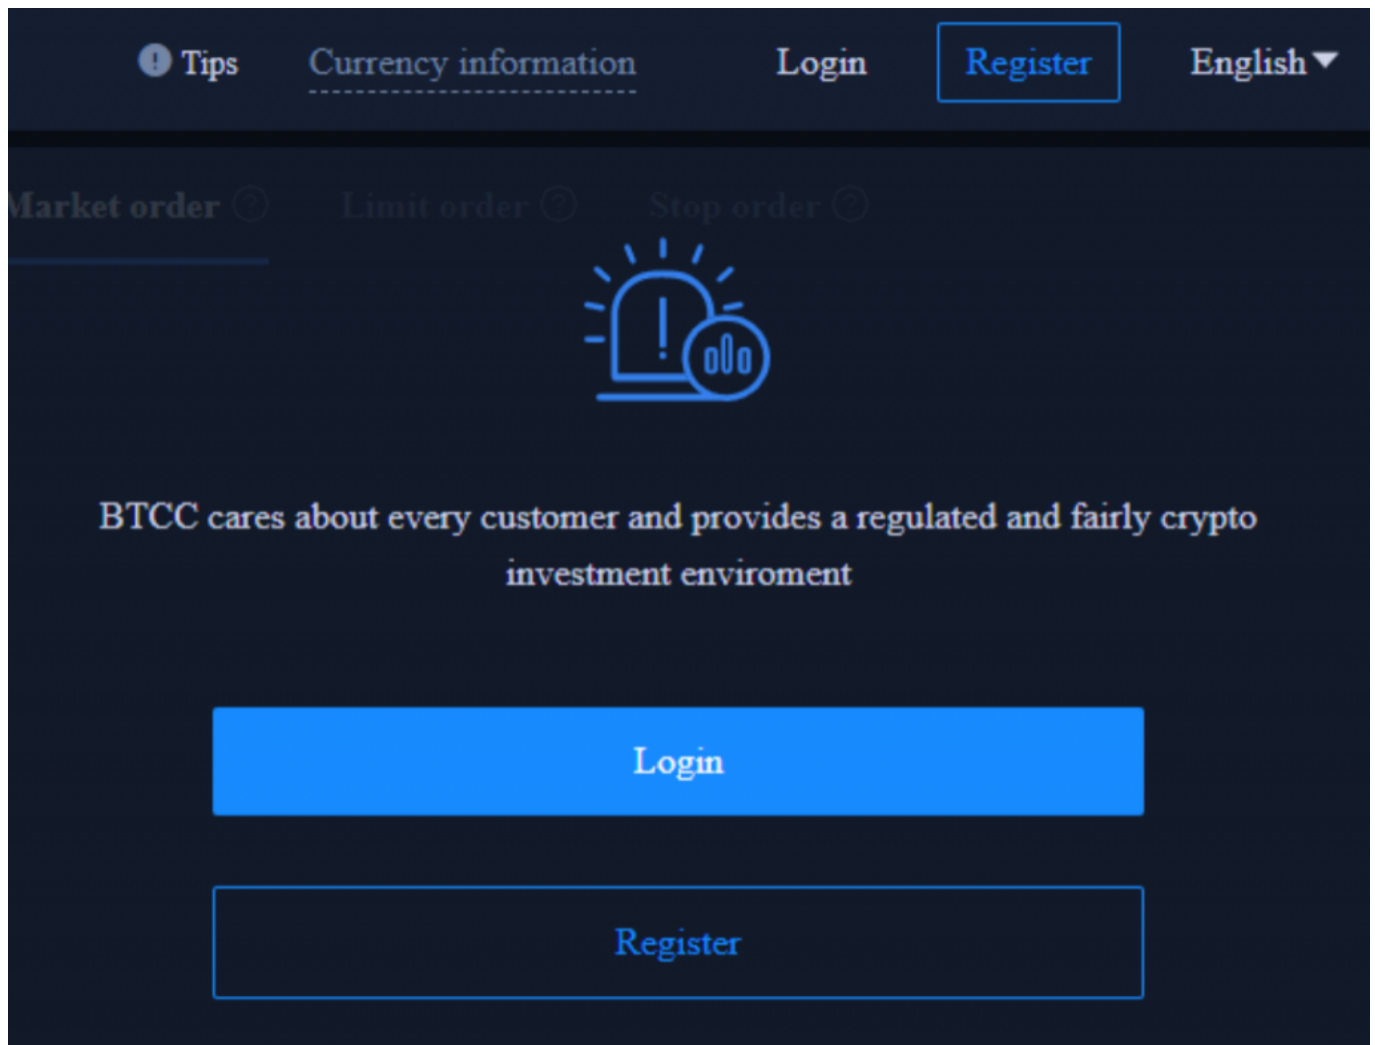 Tips Currency information Login Register English
Market order Limit order Stop order
BTCC cares about every customer and provides a regulated and fairly crypto
investment enviroment
Login
Register